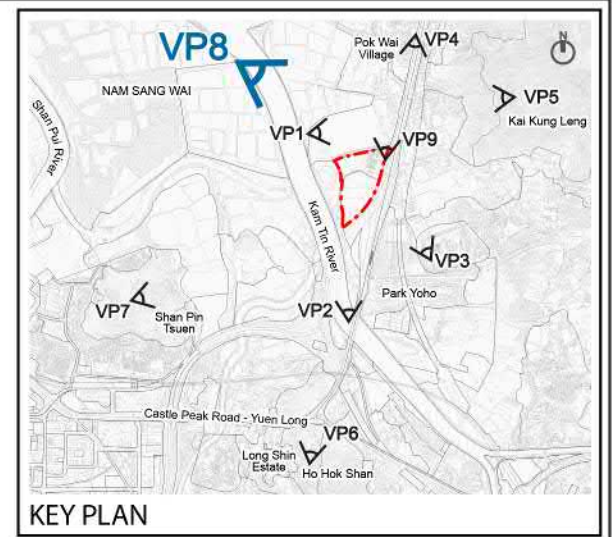 VP8
Pok Wai
Village
VP4
N
NAM SANG WAI
VP5
Kai Kung Leng
Shan Pui River
VP1
VP9
Kam Tin River
VP3
Park Yoho
VP7
Shan Pin
Tsuen
VP2
Castle Peak Road - Yuen Long
VP6
Long Shin
Estate
Ho Hok Shan
KEY PLAN